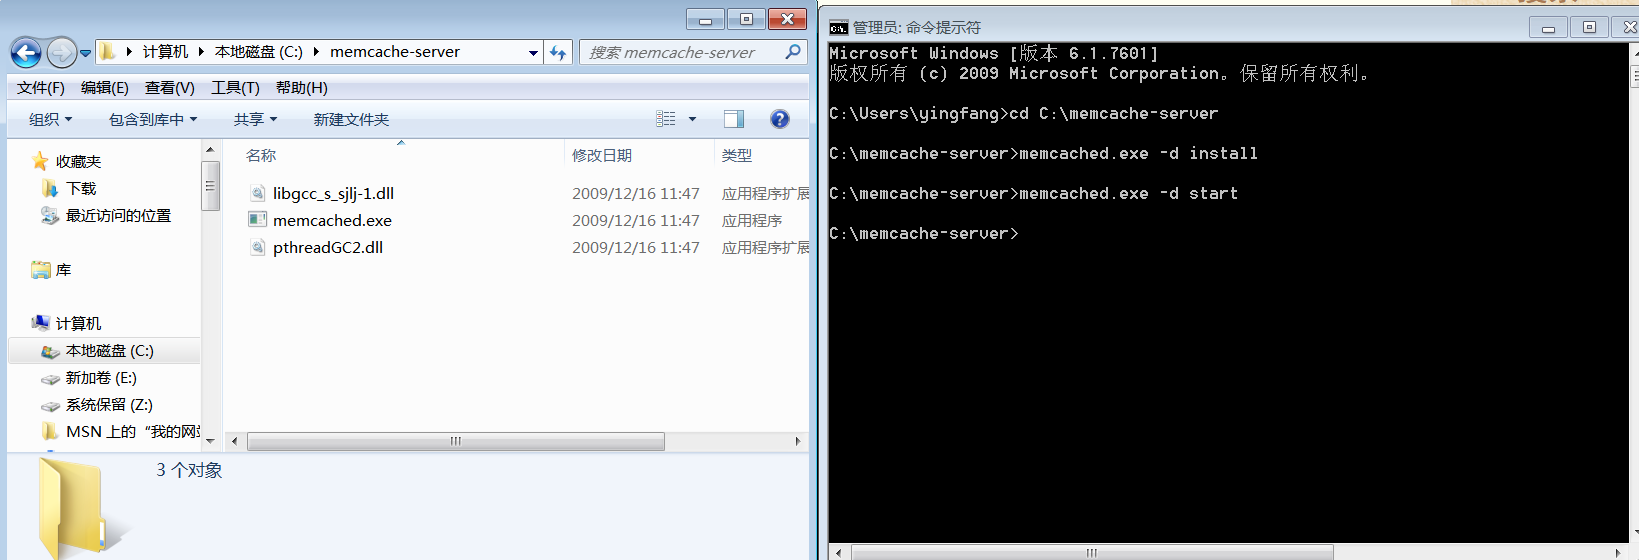 计算机 本地磁盘 (C:) memcache-server
搜索 memcache-server
文件(F) 编辑(E) 查看(V) 工具(T) 帮助(H)
组织 包含到库中 共享 新建文件夹
收藏夹
下载
最近访问的位置
库
计算机
本地磁盘 (C:)
新加卷 (E:)
系统保留 (Z:)
MSN 上的“我的网站
名称 修改日期 类型
libgcc_s_sjlj-1.dll 2009/12/16 11:47 应用程序扩展
memcached.exe 2009/12/16 11:47 应用程序
pthreadGC2.dll 2009/12/16 11:47 应用程序扩展
3 个对象
管理员: 命令提示符
Microsoft Windows [版本 6.1.7601]
版权所有 (c) 2009 Microsoft Corporation。保留所有权利。
C:\Users\yingfang>cd C:\memcache-server
C:\memcache-server>memcached.exe -d install
C:\memcache-server>memcached.exe -d start
C:\memcache-server>